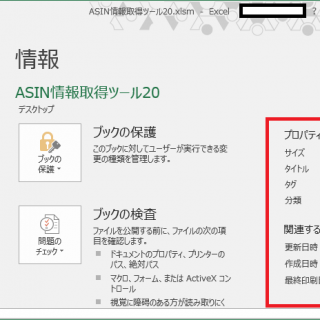 ASIN情報取得ツール20.xlsm - Excel ?
情報
ASIN情報取得ツール20
デスクトップ
ブックの保護
このブックに対してユーザーが実行できる変
更の種類を管理します。
ブックの
保護
ブックの検査
ファイルを公開する前に、ファイルの次の項
目を確認します。
ドキュメントのプロパティ、プリンターの
パス、絶対パス
マクロ、フォーム、または ActiveX コン
トロール
視覚に障碍のある方が読み取りにく
問題の
チェック
プロパティ
サイズ
タイトル
タグ
分類
関連する
更新日時
作成日時
最終印刷日